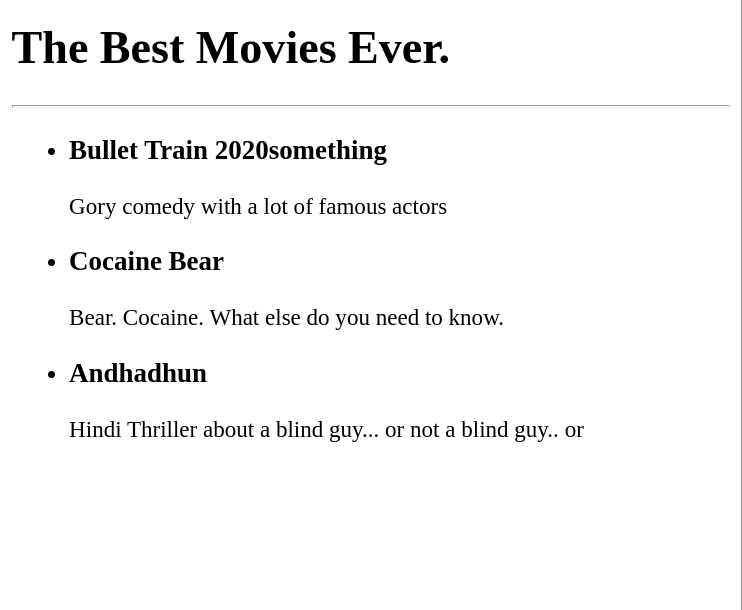 The Best Movies Ever.
Bullet Train 2020something
Gory comedy with a lot of famous actors
Cocaine Bear
Bear. Cocaine. What else do you need to know.
Andhadhun
Hindi Thriller about a blind guy... or not a blind guy.. or